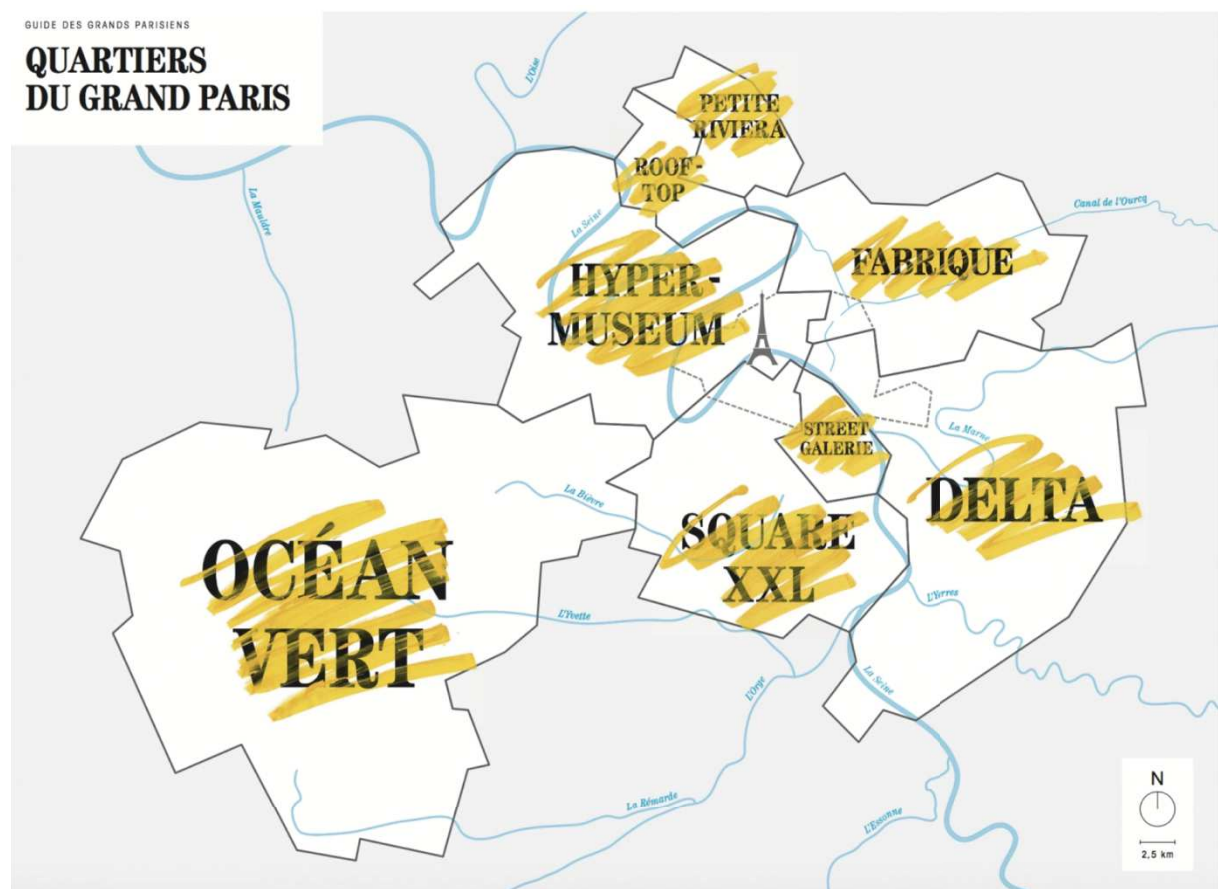 GUIDE DES GRANDS PARISIENS
QUARTIERS
DU GRAND PARIS
L'Oise
PETITE
RIVIERA
ROOF-
TOP
La Mauldre
La Seine
Canal de l'Ourcq
FABRIQUE
HYPER-
MUSEUM
STREET
GALERIE
La Marne
DELTA
La Bièvre
SQUARE
XXL
OCÉAN
VERT
L'Yvette
L'Yerres
L'Orge
La Seine
La Rémarde
L'Essonne
N
2,5 km